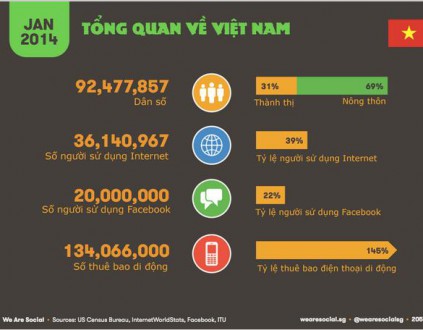 JAN
2014
TỔNG QUAN VỀ VIỆT NAM
92,477,857
Dân số
31%
69%
Thành thị
Nông thôn
36,140,967
Số người sử dụng Internet
39%
Tỷ lệ người sử dụng Internet
20,000,000
Số người sử dụng Facebook
22%
Tỷ lệ người sử dụng Facebook
134,066,000
Số thuê bao di động
145%
Tỷ lệ thuê bao điện thoại di động
We Are Social • Sources: US Census Bureau, InternetWorldStats, Facebook, ITU
wearesocial.sg • @wearesocialsg • 205